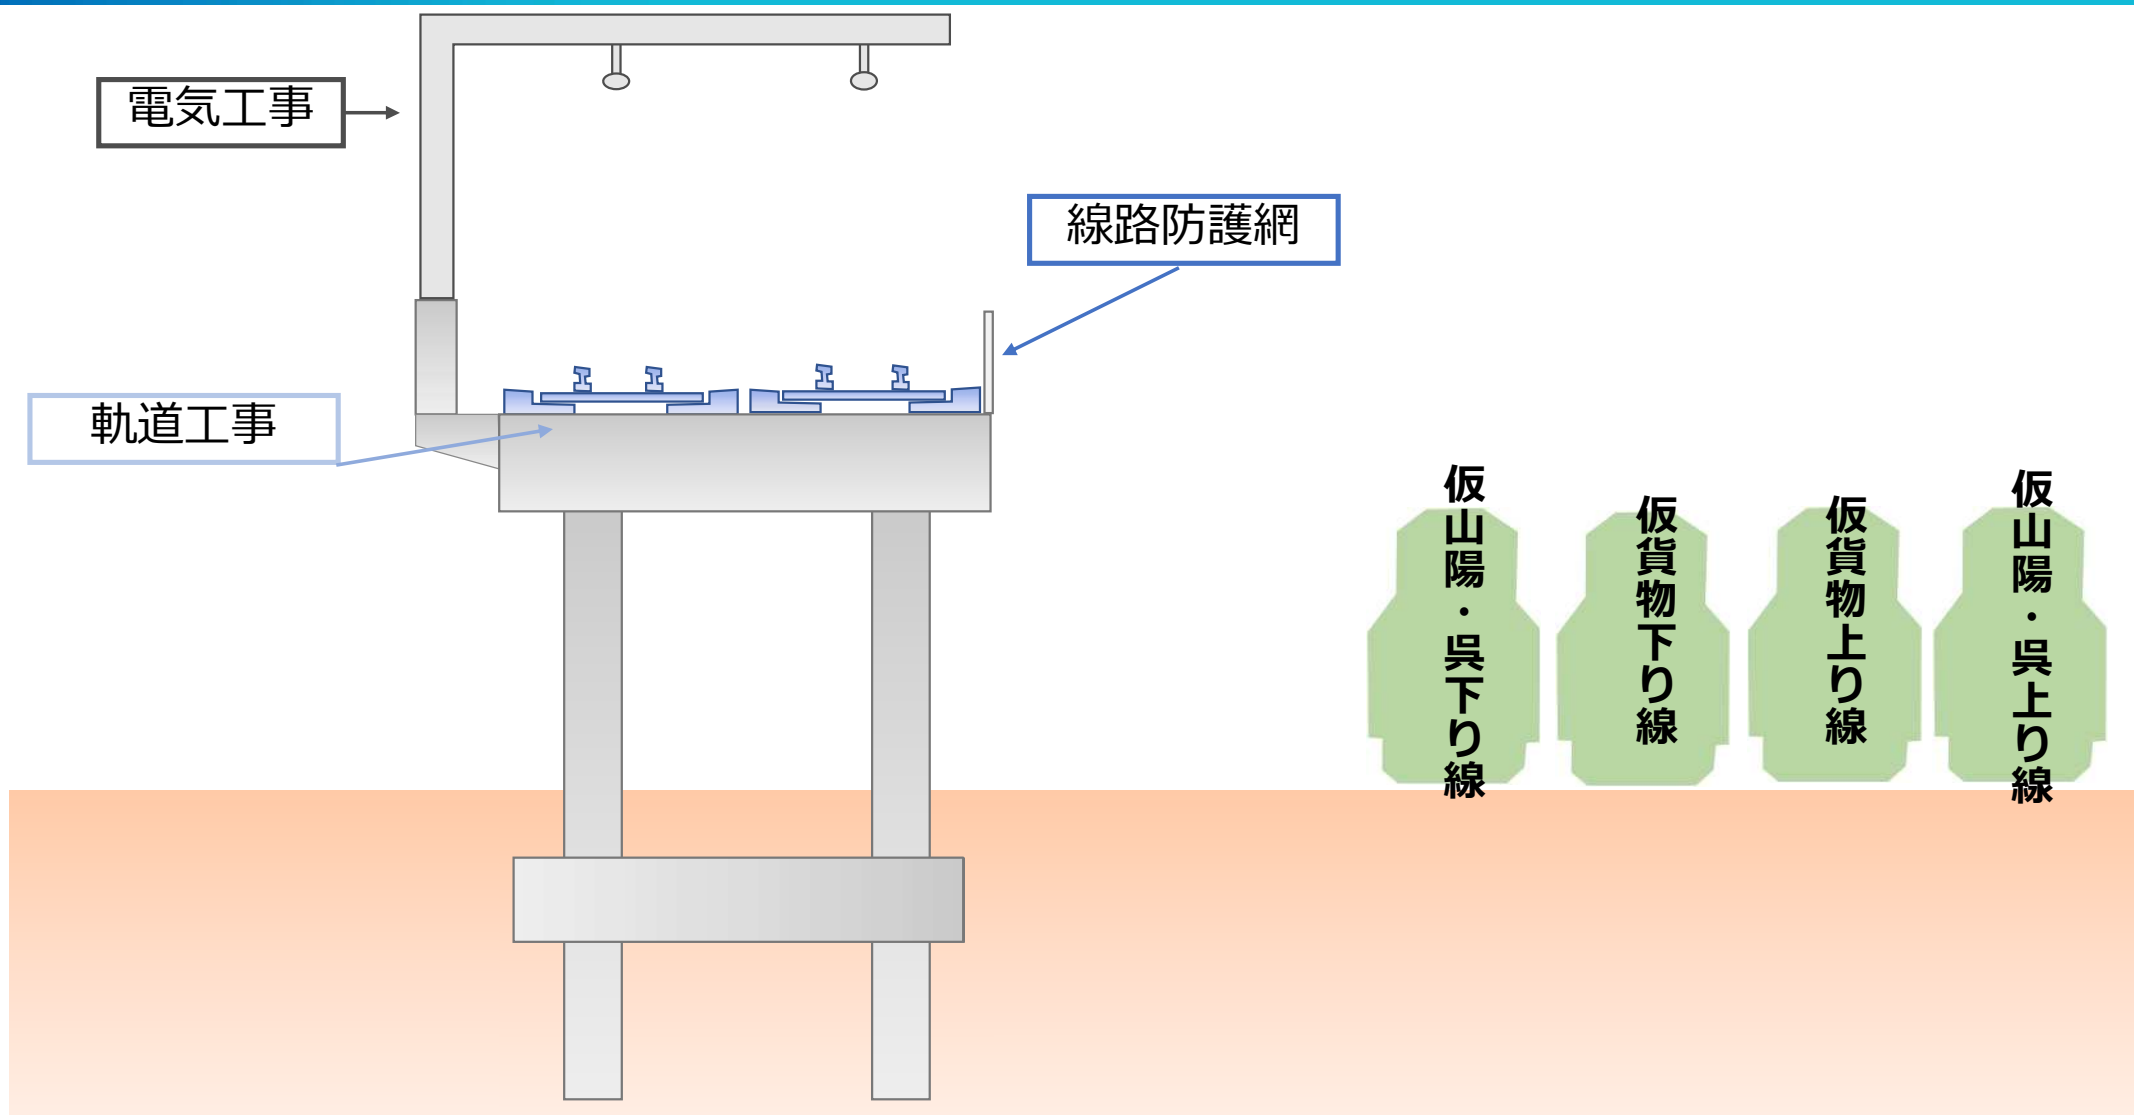 電気工事
線路防護網
軌道工事
仮山陽・呉下り線
仮貨物下り線
仮貨物上り線
仮山陽・呉上り線